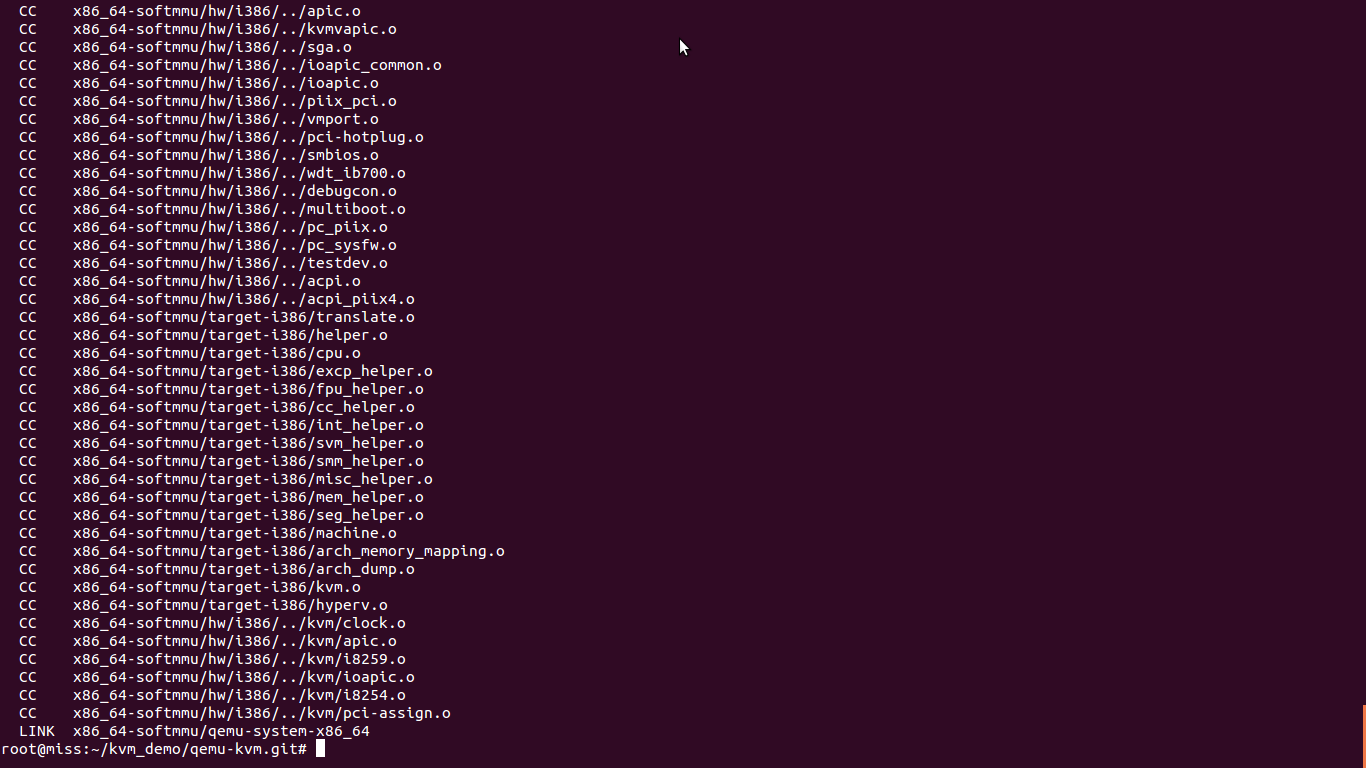 CC    x86_64-softmmu/hw/i386/../apic.o
CC    x86_64-softmmu/hw/i386/../kvmvapic.o
CC    x86_64-softmmu/hw/i386/../sga.o
CC    x86_64-softmmu/hw/i386/../ioapic_common.o
CC    x86_64-softmmu/hw/i386/../ioapic.o
CC    x86_64-softmmu/hw/i386/../piix_pci.o
CC    x86_64-softmmu/hw/i386/../vmport.o
CC    x86_64-softmmu/hw/i386/../pci-hotplug.o
CC    x86_64-softmmu/hw/i386/../smbios.o
CC    x86_64-softmmu/hw/i386/../wdt_ib700.o
CC    x86_64-softmmu/hw/i386/../debugcon.o
CC    x86_64-softmmu/hw/i386/../multiboot.o
CC    x86_64-softmmu/hw/i386/../pc_piix.o
CC    x86_64-softmmu/hw/i386/../pc_sysfw.o
CC    x86_64-softmmu/hw/i386/../testdev.o
CC    x86_64-softmmu/hw/i386/../acpi.o
CC    x86_64-softmmu/hw/i386/../acpi_piix4.o
CC    x86_64-softmmu/target-i386/translate.o
CC    x86_64-softmmu/target-i386/helper.o
CC    x86_64-softmmu/target-i386/cpu.o
CC    x86_64-softmmu/target-i386/excp_helper.o
CC    x86_64-softmmu/target-i386/fpu_helper.o
CC    x86_64-softmmu/target-i386/cc_helper.o
CC    x86_64-softmmu/target-i386/int_helper.o
CC    x86_64-softmmu/target-i386/svm_helper.o
CC    x86_64-softmmu/target-i386/smm_helper.o
CC    x86_64-softmmu/target-i386/misc_helper.o
CC    x86_64-softmmu/target-i386/mem_helper.o
CC    x86_64-softmmu/target-i386/seg_helper.o
CC    x86_64-softmmu/target-i386/machine.o
CC    x86_64-softmmu/target-i386/arch_memory_mapping.o
CC    x86_64-softmmu/target-i386/arch_dump.o
CC    x86_64-softmmu/target-i386/kvm.o
CC    x86_64-softmmu/target-i386/hyperv.o
CC    x86_64-softmmu/hw/i386/../kvm/clock.o
CC    x86_64-softmmu/hw/i386/../kvm/apic.o
CC    x86_64-softmmu/hw/i386/../kvm/i8259.o
CC    x86_64-softmmu/hw/i386/../kvm/ioapic.o
CC    x86_64-softmmu/hw/i386/../kvm/i8254.o
CC    x86_64-softmmu/hw/i386/../kvm/pci-assign.o
LINK  x86_64-softmmu/qemu-system-x86_64
root@miss:~/kvm_demo/qemu-kvm.git#